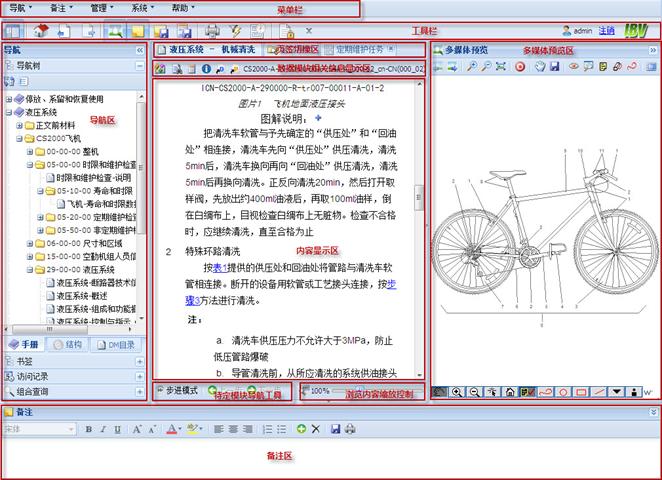 导航 备注 管理 系统 帮助 菜单栏
工具栏 admin 注销 IBV
导航
导航树
停放、系留和恢复使用
液压系统
正文前材料
导航区
CS2000飞机
00-00-00 整机
05-00-00 时限和维护检查
时限和维护检查-说明
05-10-00 寿命和时限
飞机-寿命和时限数据
05-20-00 定期维护检查
05-50-00 非定期维护检
06-00-00 尺寸和区域
15-00-00 空勤机组人员信
29-00-00 液压系统
液压系统-断路器技术信
液压系统-概述
液压系统-组成和功能描
液压系统-控制与指示
手册 结构 DM目录
书签
访问记录
组合查询
液压系统 - 机械清洗 页签切换区 定期维护任务
数据模块相关信息显示区
ICN-CS2000-A-290000-R-tr007-00011-A-01-2
图片1 飞机地面液压接头
图解说明:
把清洗车软管与予先确定的“供压处”和“回油
处”相连接，清洗车先向“供压处”供压清洗，清洗
5min后，清洗车换向再向“回油处”供压清洗，清洗
5min后再换向清洗。正反向清洗20min，然后打开取
样阀，先放出约400ml油液后，再取100ml油样，倒
在白绸布上，目视检查白绸布上无脏物。检查不合格
时，应继续清洗，直至合格为止
内容显示区
2 特殊环路清洗
按表1提供的供压处和回油处将管路与清洗车软
管相连接。断开的设备用软管或工艺接头连接，按步
骤3方法进行清洗。
注:
a. 清洗车供压压力不允许大于3MPa，防止
低压管路爆破
b. 导管清洗前，从所应清洗的系统供油接头
步进模式
特定模块导航工具
100%
浏览内容缩放控制
多媒体预览 多媒体预览区
备注
宋体
B I U
备注区